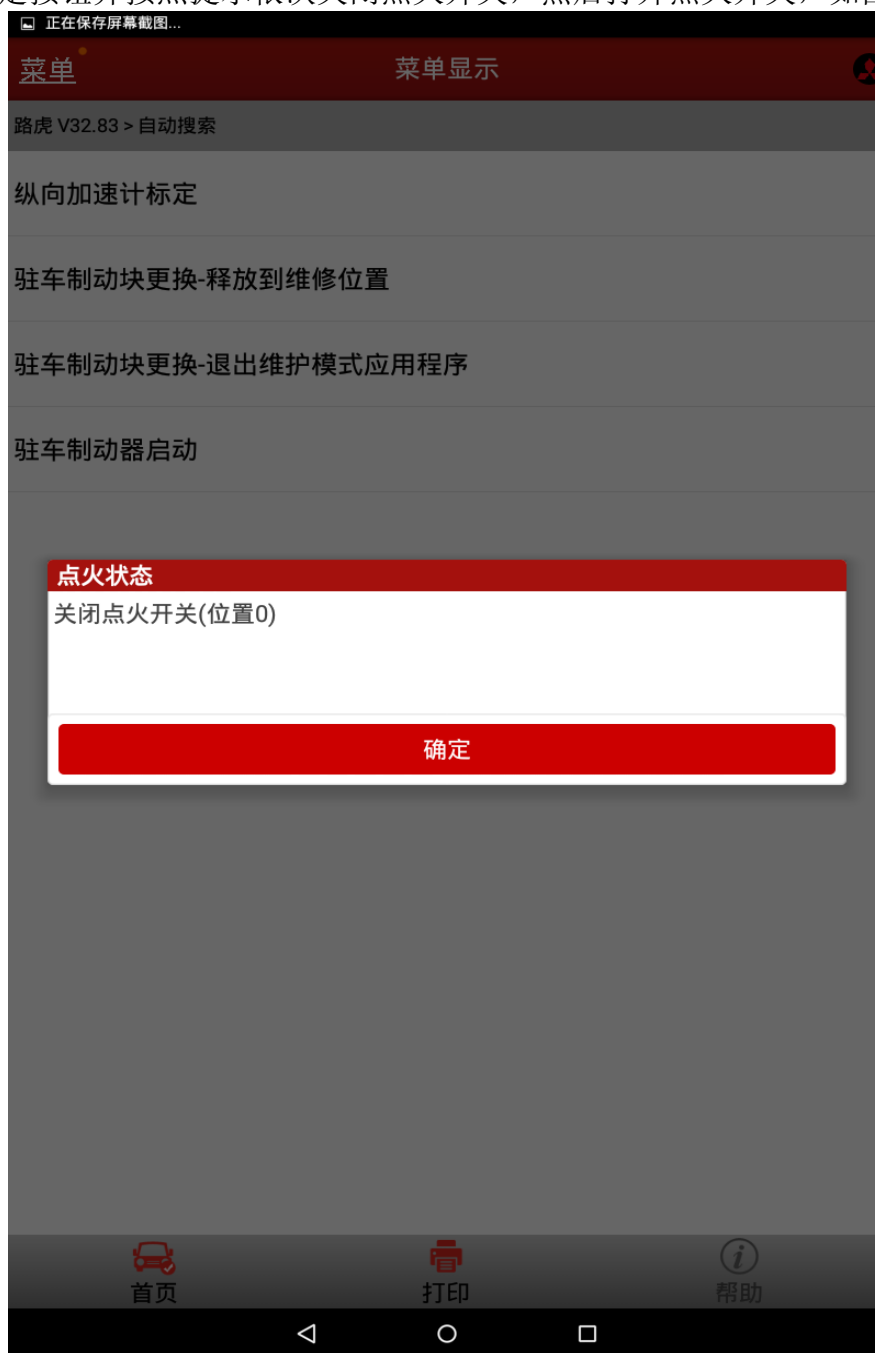 正在保存屏幕截图...
菜单
菜单显示
路虎 V32.83 > 自动搜索
纵向加速计标定
驻车制动块更换-释放到维修位置
驻车制动块更换-退出维护模式应用程序
驻车制动器启动
点火状态
关闭点火开关(位置0)
确定
首页
打印
帮助